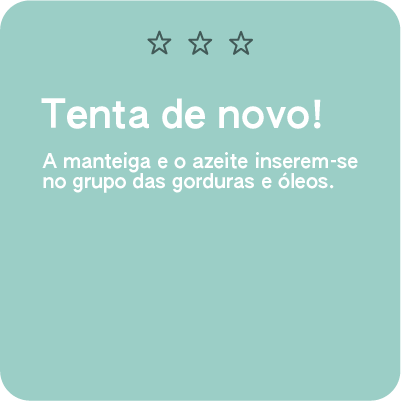 Tenta de novo!
A manteiga e o azeite inserem-se
no grupo das gorduras e óleos.